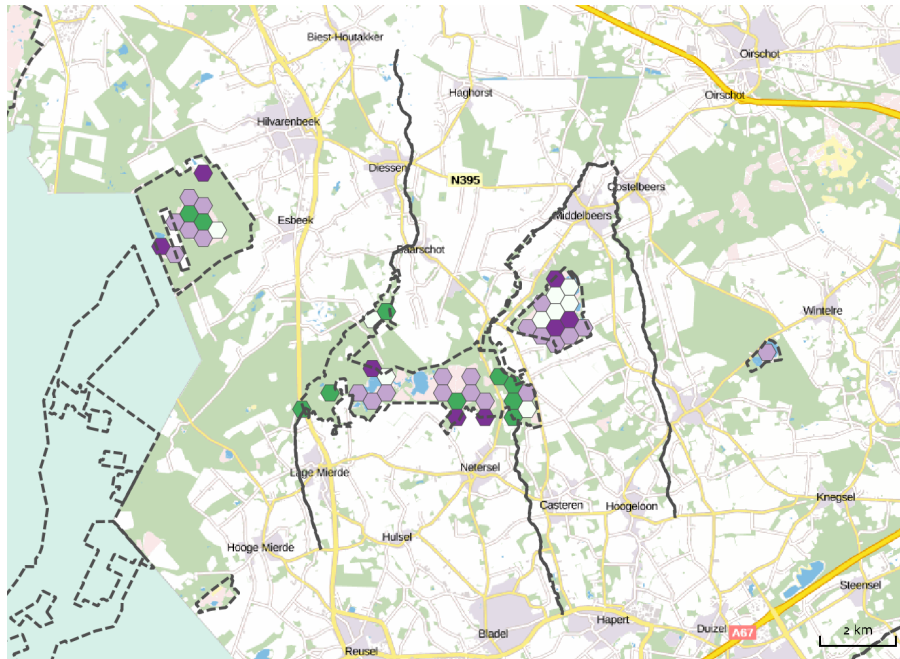 Biest-Houtakker
Oirschot
Haghorst
Oirschot
Hilvarenbeek
Diessen
N395
Oostelbeers
Middelbeers
Esbeek
Baarschot
Wintelre
Lage Mierde
Netersel
Casteren
Hoogeloon
Knegsel
Hulsel
Hooge Mierde
Steensel
Hapert
Duizel
A67
2 km
Bladel
Reusel